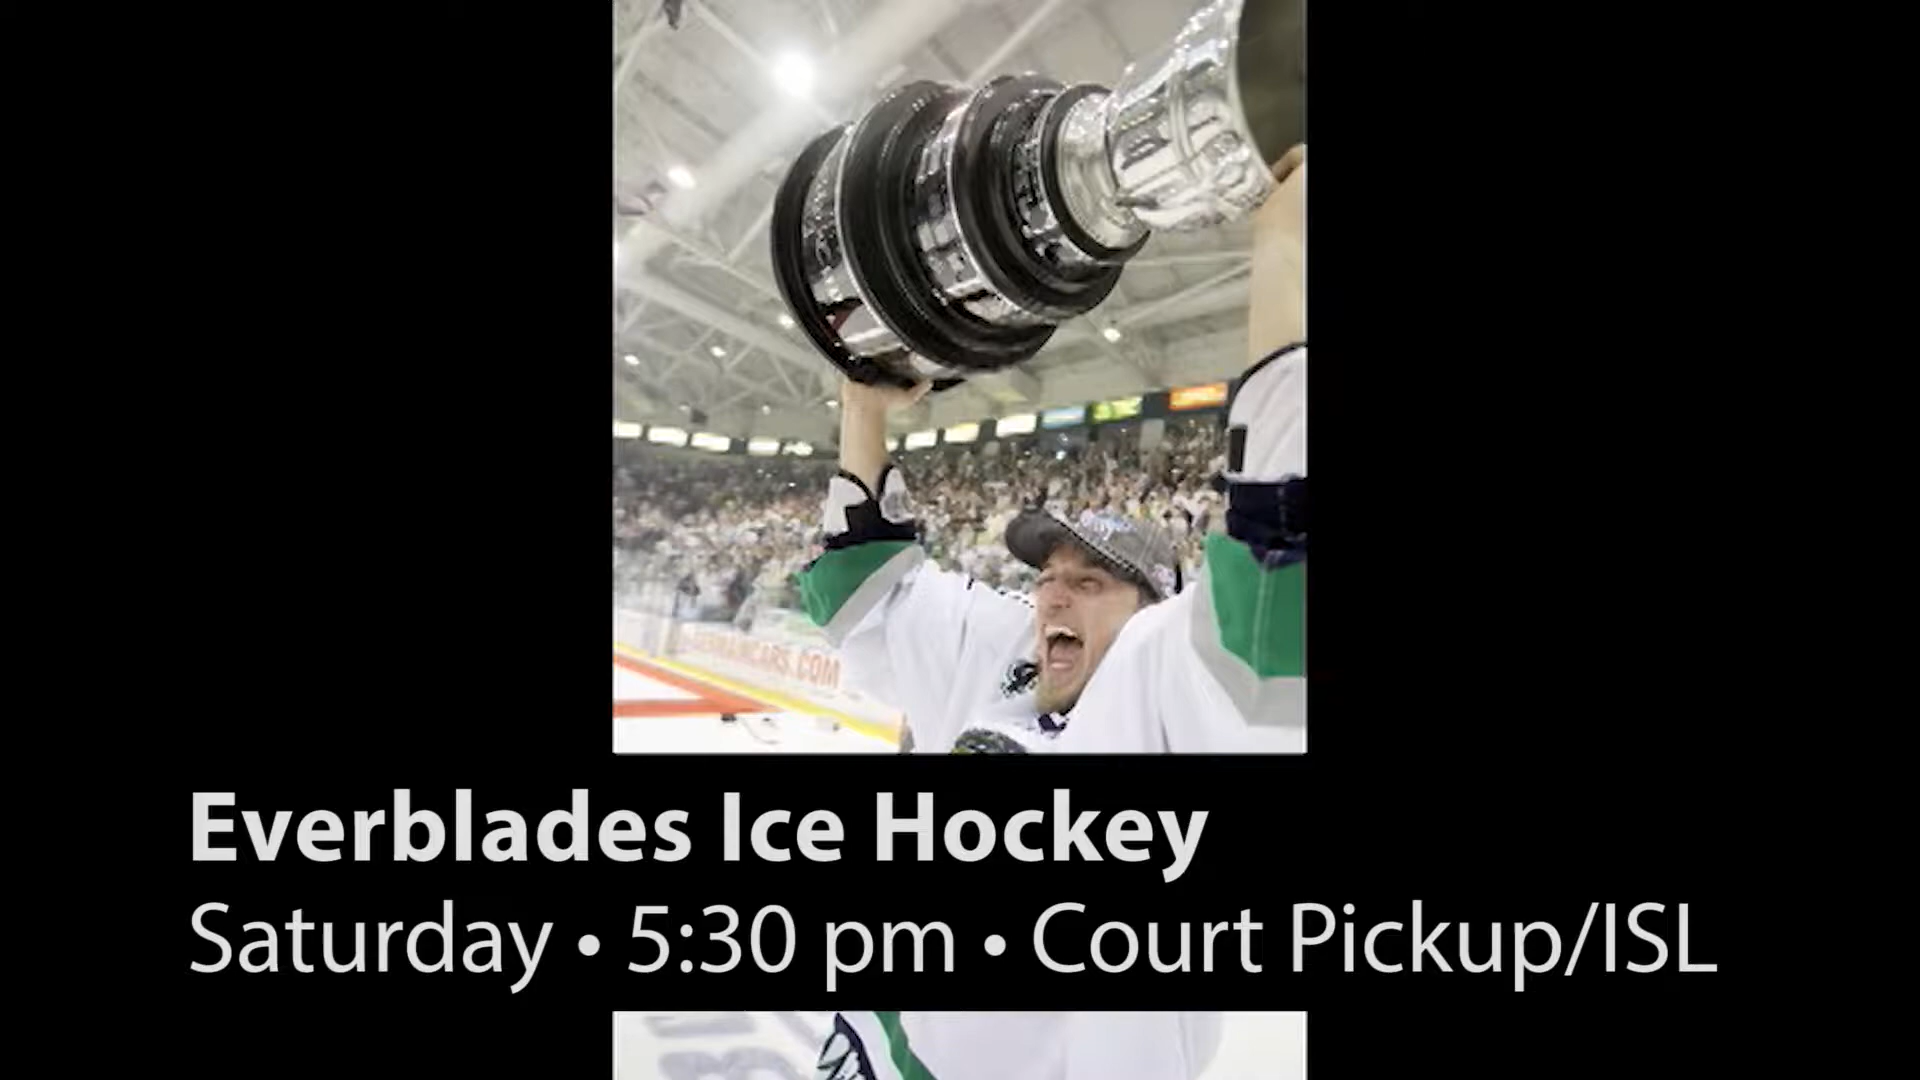 Everblades Ice Hockey
Saturday • 5:30 pm • Court Pickup/ISL